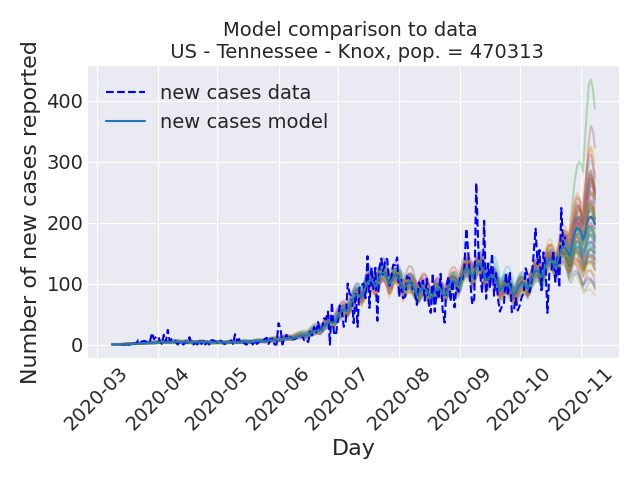 Model comparison to data
US - Tennessee - Knox, pop. = 470313
Number of new cases reported
400
300
200
100
0
new cases data
new cases model
2020-03
2020-04
2020-05
2020-06
2020-07
2020-08
2020-09
2020-10
2020-11
Day